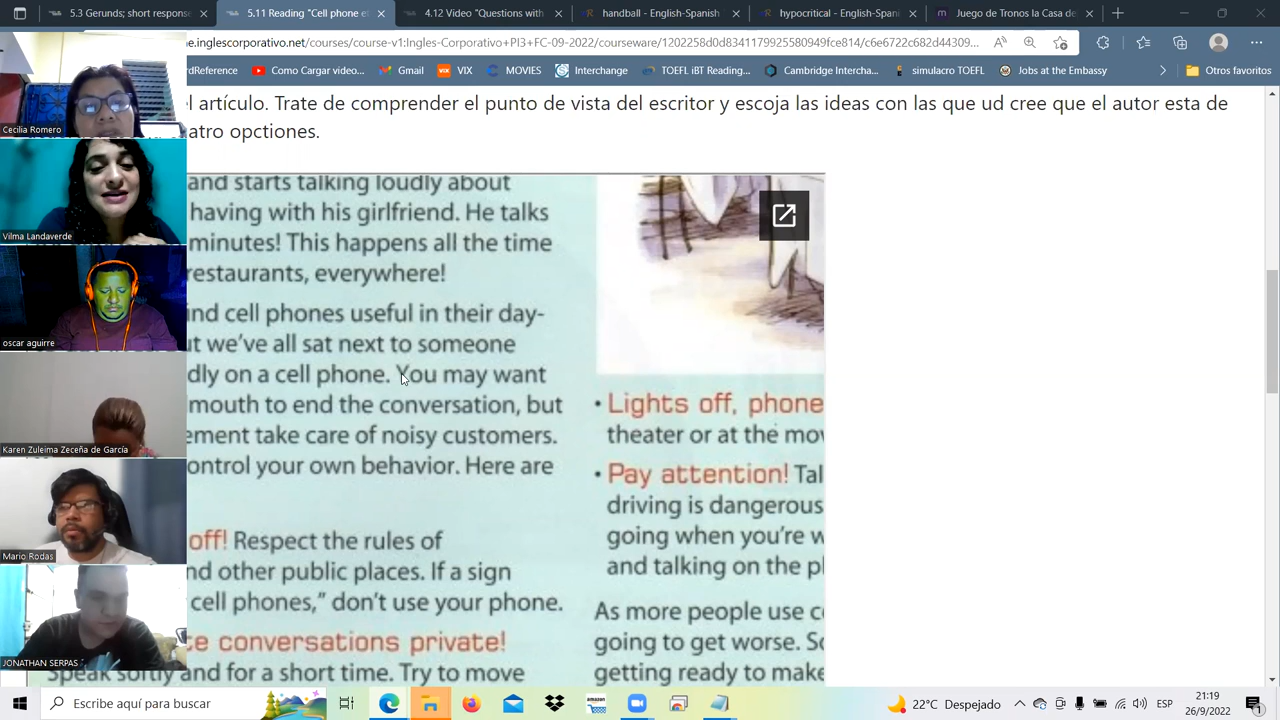 5.3 Gerunds; short respon
5.11 Reading "Cell phone e
4.12 Video "Questions with
handball - English-Spani
hypocritical - English-Spani
Juego de Tronos la Casa de
ne.inglescorporativo.net/courses/course-v1:Ingles-Corporativo+PI3+FC-09-2022/courseware/1202258d0d8341179925580949fce814/c6e6722c682d44309...
rdReference
Como Cargar video...
Gmail
VIX
MOVIES
change
TOEFL iBT Reading...
Cambridge
a...
simulacro TOEFL
at the Embassy
Otros favoritos
l artículo. Trate de comprender el punto de vista del escritor y escoja las ideas con las que ud cree que el autor esta de
atro opctiones.
and starts talking loudly about
having with his girlfriend. He talks
minutes! This happens all the time
restaurants, everywhere!
ind cell phones useful in their day-
ut we've all sat next to someone
dly on a cell phone. You may want
mouth to end the conversation, but
ement take care of noisy customers.
ontrol your own behavior. Here are
off! Respect the rules of
nd other public places. If a sign
cell phones," don't use your phone.
e conversations private!
Speak softly and for a short time. Try to move
• Lights off, phone
theater or at the mov
• Pay attention! Tal
driving is dangerous
going when you're w
and talking on the pl
As more people use c
going to get worse. So
getting ready to make
Cecilia Romero
Vilma Landaverde
oscar aguirre
Karen Zuleima Zeceña de García
Mario Rodas
JONATHAN SERPAS
Escribe aquí para buscar
amazon
22°C Despejado
ESP
21:19
26/9/2022
1